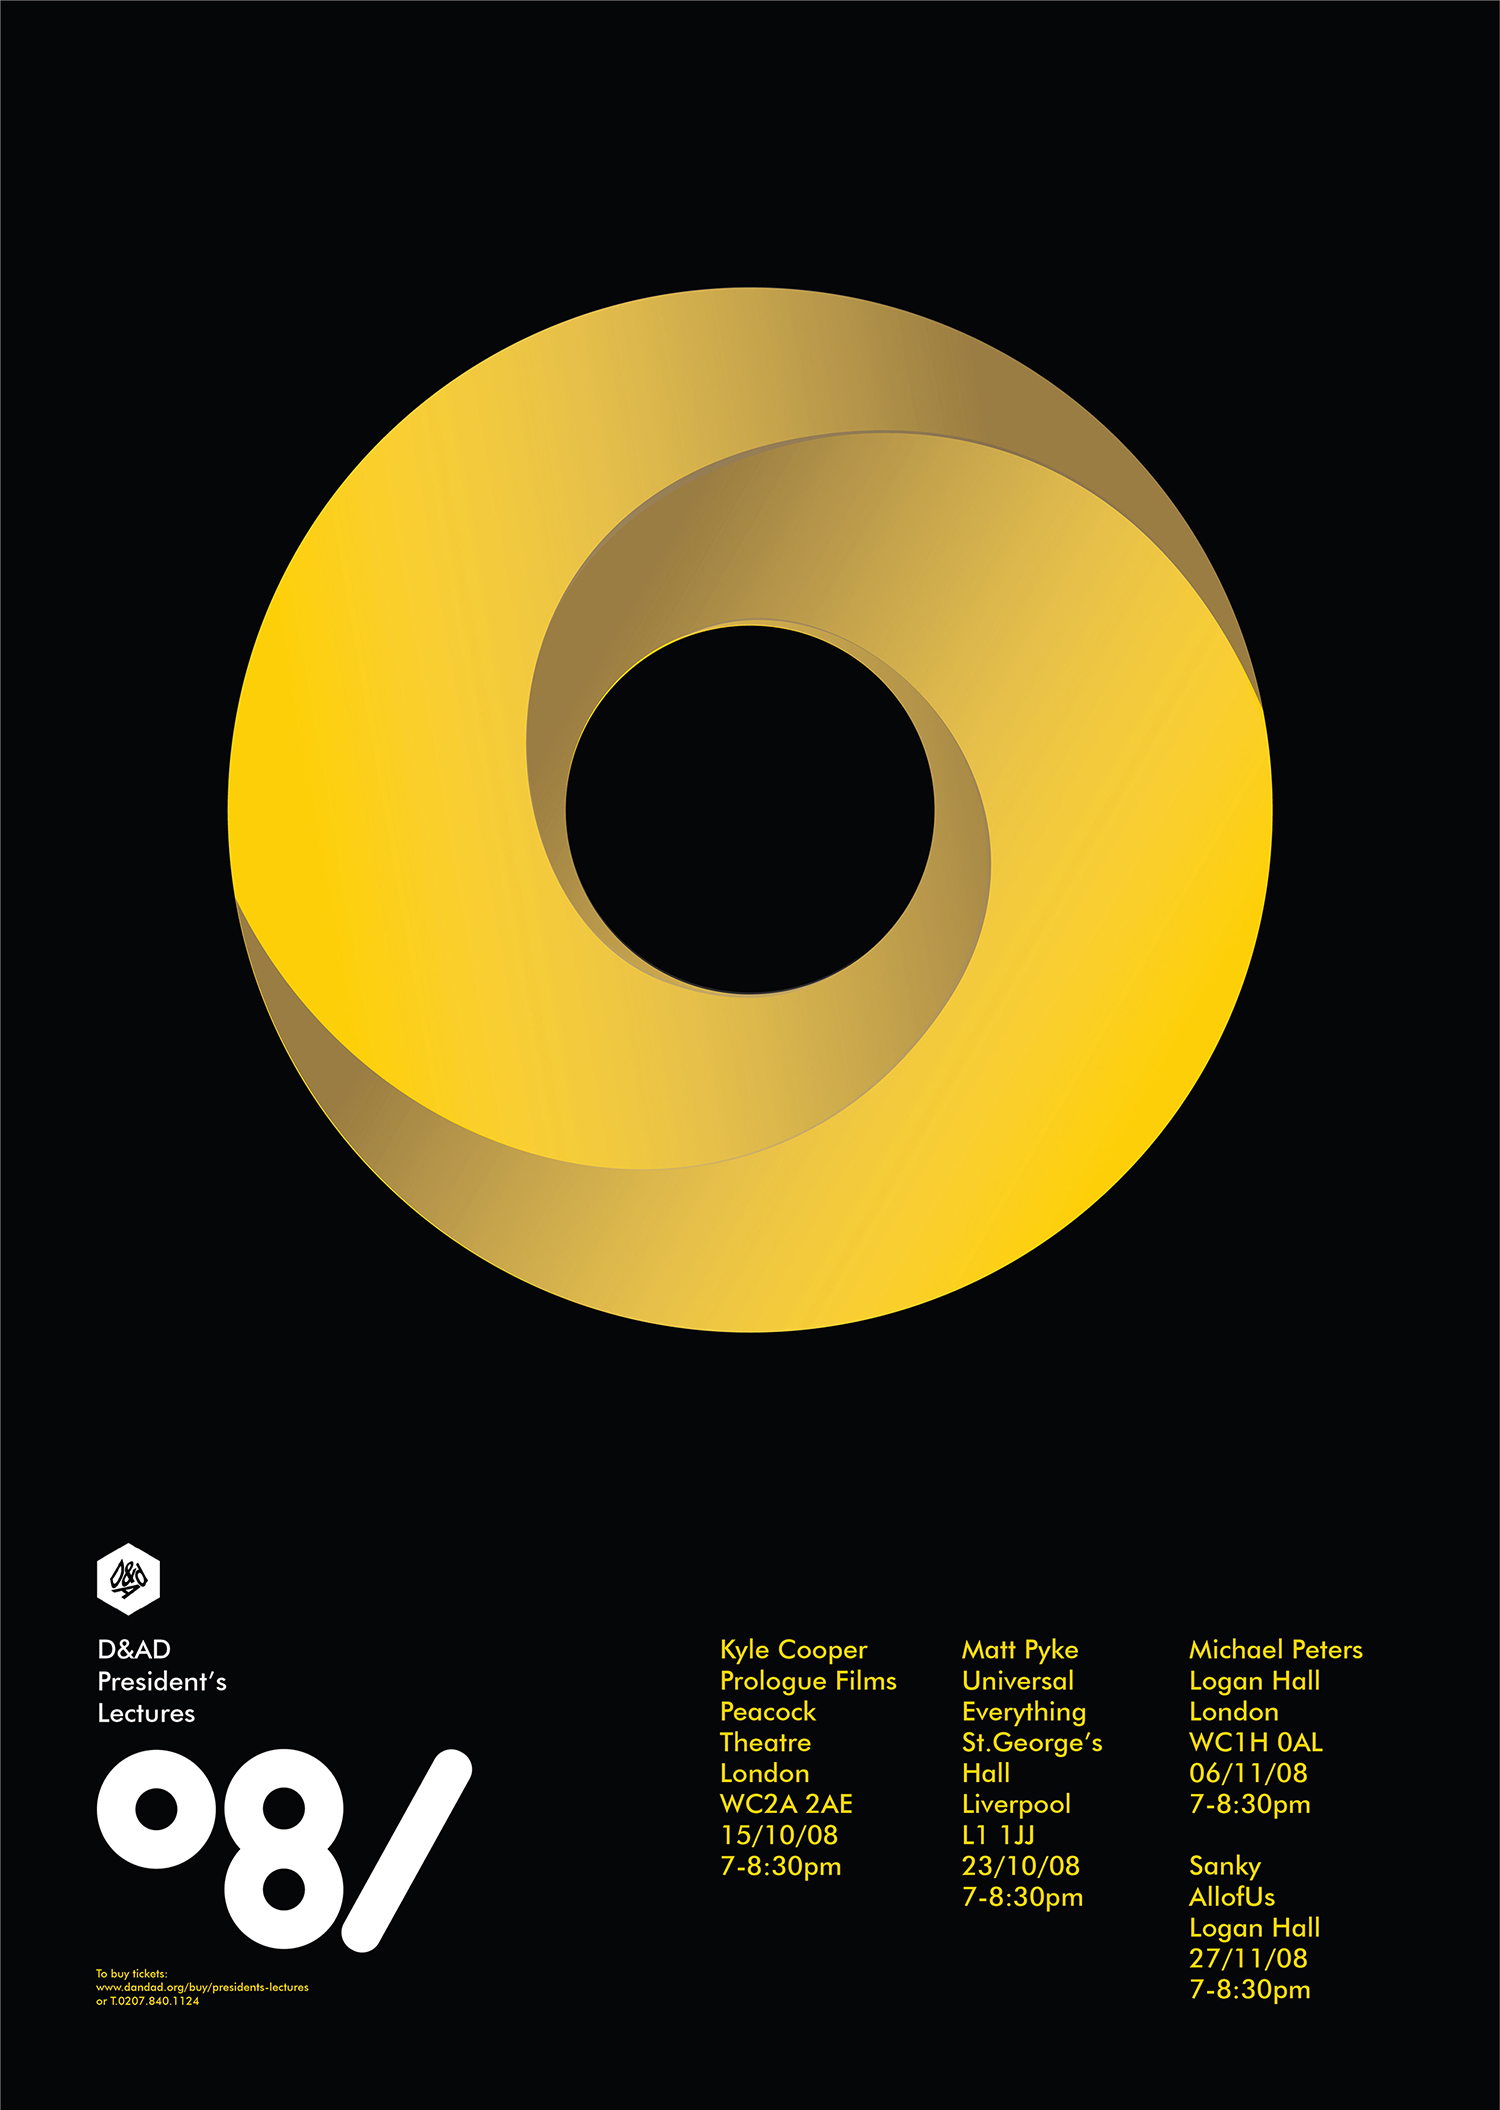 D&AD
D&AD
President's
Lectures
08/
To buy tickets:
www.dandad.org/buy/presidents-lectures
or T.0207.840.1124
Kyle Cooper
Prologue Films
Peacock
Theatre
London
WC2A 2AE
15/10/08
7-8:30pm
Matt Pyke
Universal
Everything
St.George's
Hall
Liverpool
L1 1JJ
23/10/08
7-8:30pm
Michael Peters
Logan Hall
London
WC1H 0AL
06/11/08
7-8:30pm
Sanky
AllofUs
Logan Hall
27/11/08
7-8:30pm